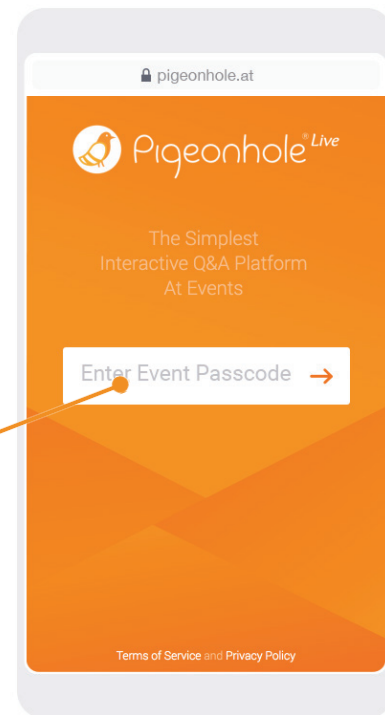 pigeonhole.at
Pigeonhole® Live
The Simplest
Interactive Q&A Platform
At Events
Enter Event Passcode →
Terms of Service and Privacy Policy